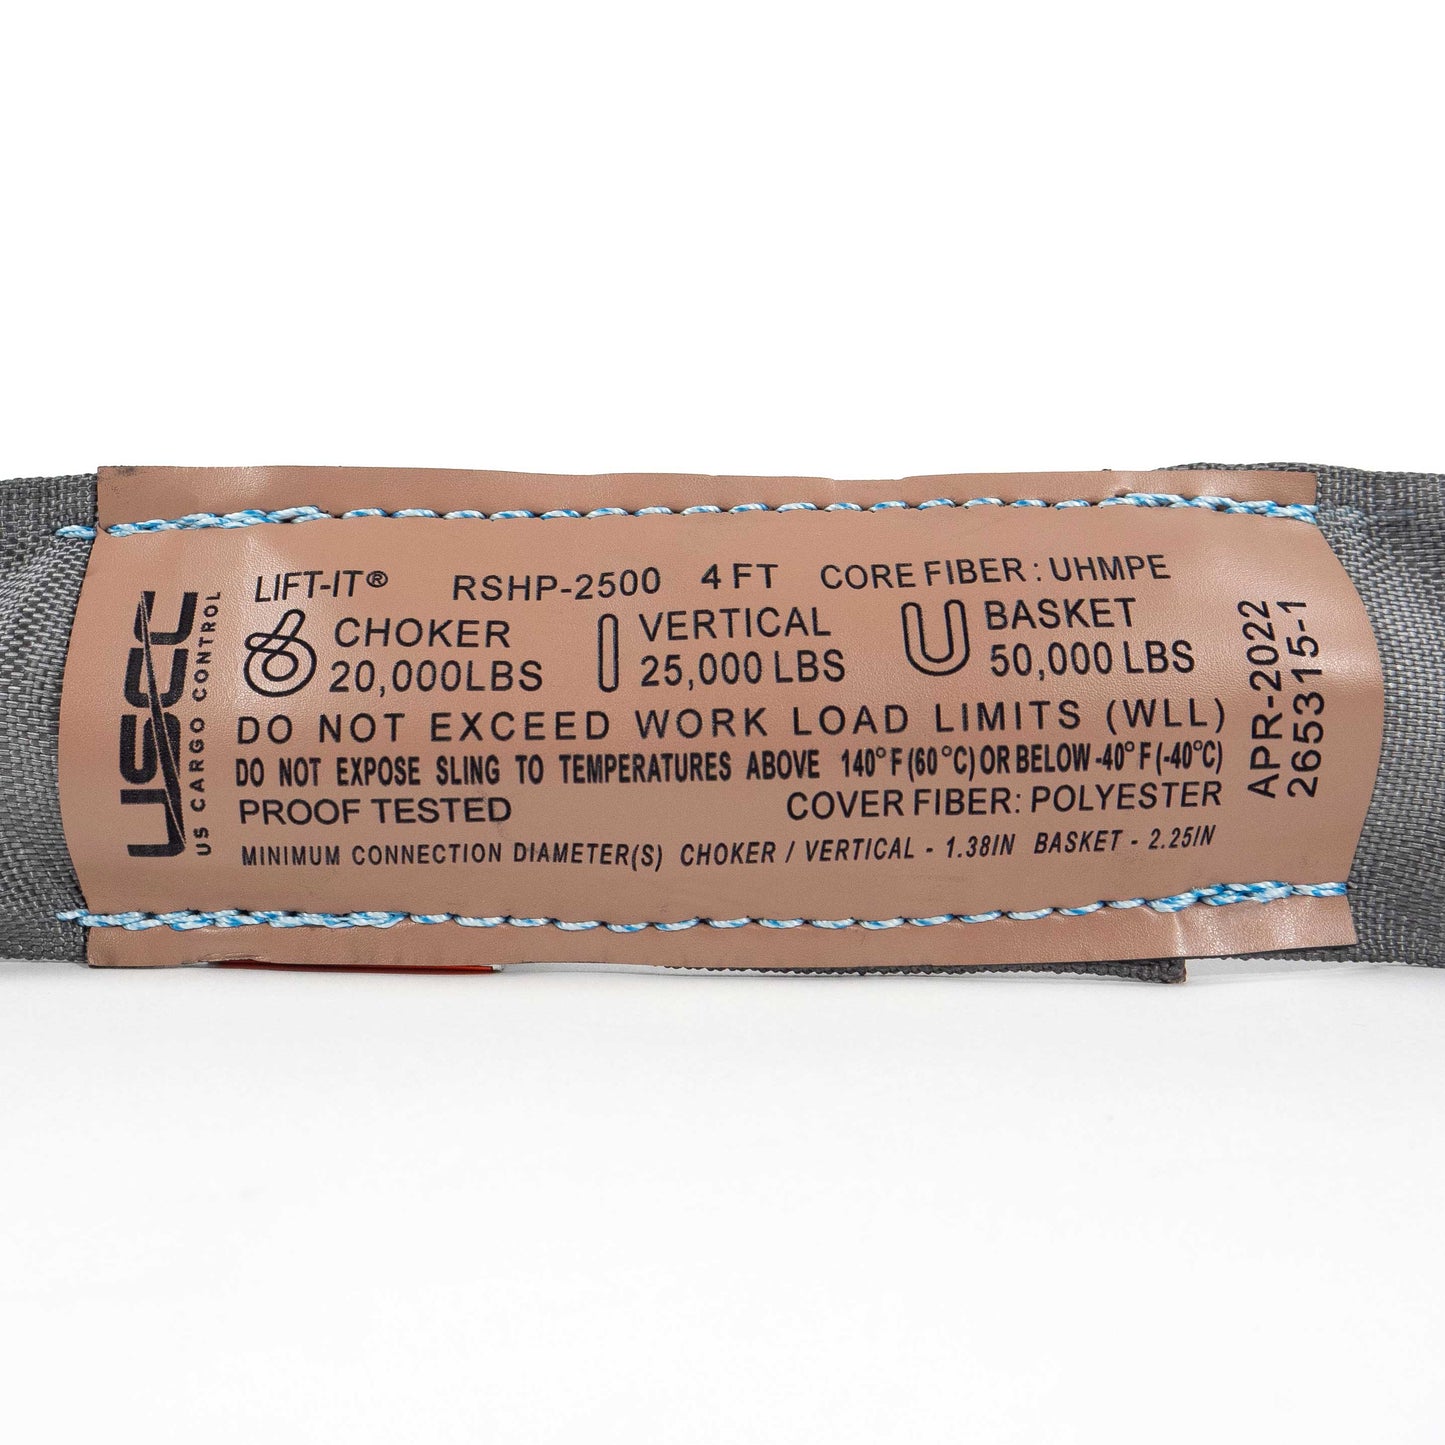 USCC
US CARGO CONTROL
LIFT-IT® RSHP-2500 4 FT CORE FIBER: UHMPE
CHOKER
20,000LBS
VERTICAL
25,000 LBS
BASKET
50,000 LBS
DO NOT EXCEED WORK LOAD LIMITS (WLL)
DO NOT EXPOSE SLING TO TEMPERATURES ABOVE 140°F (60°C) OR BELOW -40°F (-40°C)
PROOF TESTED COVER FIBER: POLYESTER
MINIMUM CONNECTION DIAMETER(S) CHOKER / VERTICAL - 1.38IN BASKET - 2.25IN
APR-2022
265315-1